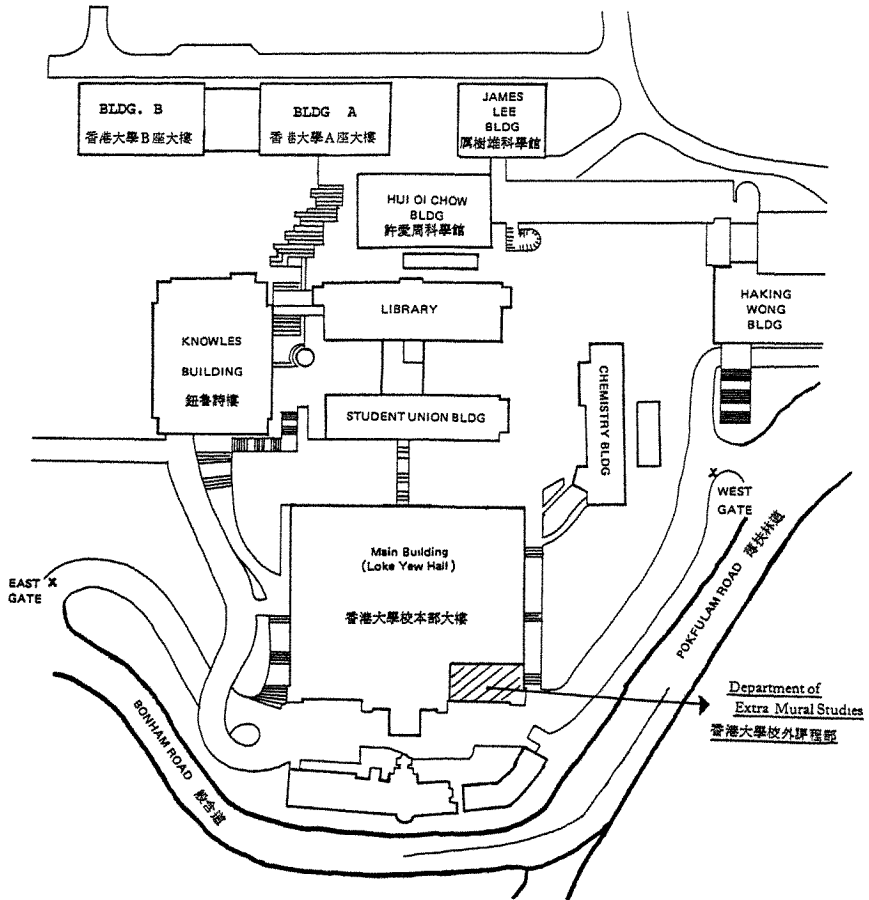 BLDG. B
香港大學B座大樓
BLDG A
香港大學A座大樓
JAMES
LEE
BLDG
厲樹雄科學館
HUI OI CHOW
BLDG
許愛周科學館
LIBRARY
KNOWLES
BUILDING
鈕魯詩樓
HAKING
WONG
BLDG
STUDENT UNION BLDG
CHEMISTRY BLDG
X
WEST
GATE
Main Building
(Loke Yew Hall)
香港大學校本部大樓
EAST X
GATE
POKFULAM ROAD 薄扶林道
Department of
Extra Mural Studies
香港大學校外課程部
BONHAM ROAD 般含道